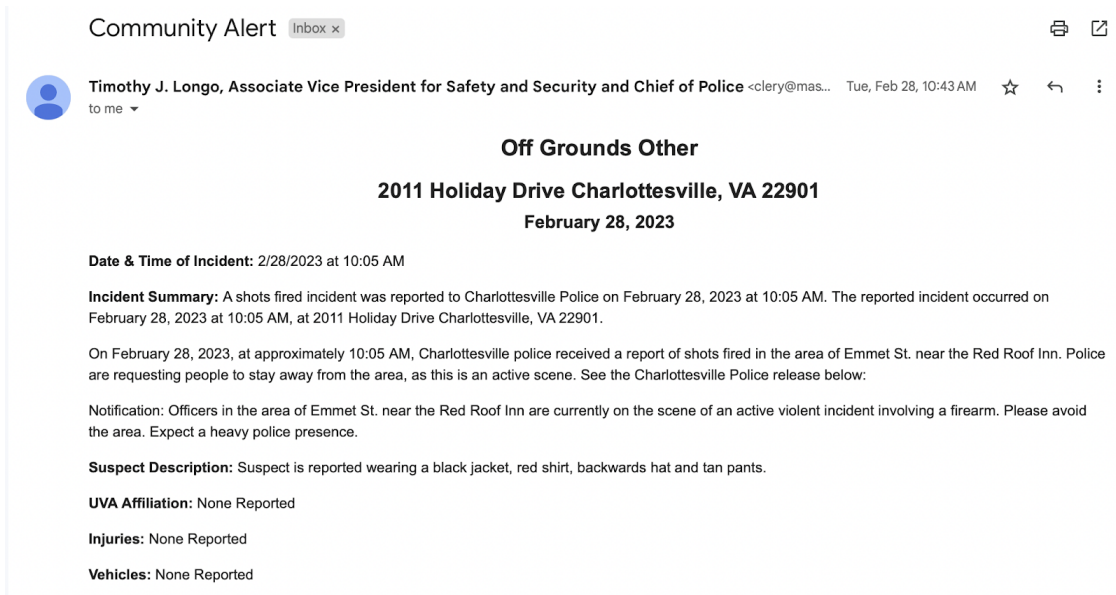 Community Alert Inbox ×
Timothy J. Longo, Associate Vice President for Safety and Security and Chief of Police <clery@mas... Tue, Feb 28, 10:43 AM
to me
Off Grounds Other
2011 Holiday Drive Charlottesville, VA 22901
February 28, 2023
Date & Time of Incident: 2/28/2023 at 10:05 AM
Incident Summary: A shots fired incident was reported to Charlottesville Police on February 28, 2023 at 10:05 AM. The reported incident occurred on
February 28, 2023 at 10:05 AM, at 2011 Holiday Drive Charlottesville, VA 22901.
On February 28, 2023, at approximately 10:05 AM, Charlottesville police received a report of shots fired in the area of Emmet St. near the Red Roof Inn. Police
are requesting people to stay away from the area, as this is an active scene. See the Charlottesville Police release below:
Notification: Officers in the area of Emmet St. near the Red Roof Inn are currently on the scene of an active violent incident involving a firearm. Please avoid
the area. Expect a heavy police presence.
Suspect Description: Suspect is reported wearing a black jacket, red shirt, backwards hat and tan pants.
UVA Affiliation: None Reported
Injuries: None Reported
Vehicles: None Reported